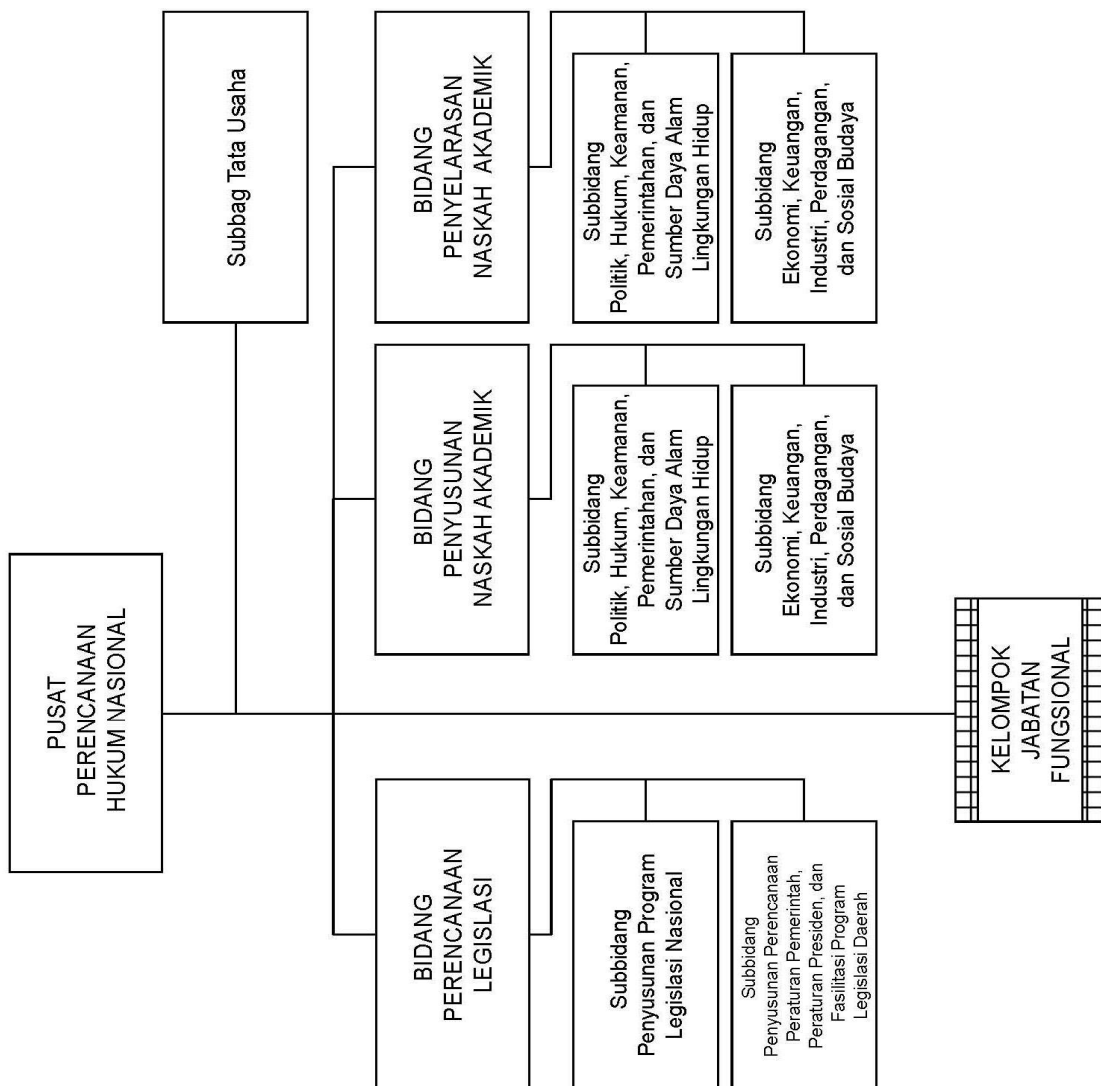 PUSAT
PERENCANAAN
HUKUM NASIONAL
Subbag Tata Usaha
BIDANG
PERENCANAAN
LEGISLASI
BIDANG
PENYUSUNAN
NASKAH AKADEMIK
BIDANG
PENYELARASAN
NASKAH AKADEMIK
Subbidang
Penyusunan Program
Legislasi Nasional
Subbidang
Politik, Hukum, Keamanan,
Pemerintahan, dan
Sumber Daya Alam
Lingkungan Hidup
Subbidang
Politik, Hukum, Keamanan,
Pemerintahan, dan
Sumber Daya Alam
Lingkungan Hidup
Subbidang
Penyusunan Perencanaan
Peraturan Pemerintah,
Peraturan Presiden, dan
Fasilitasi Program
Legislasi Daerah
Subbidang
Ekonomi, Keuangan,
Industri, Perdagangan,
dan Sosial Budaya
Subbidang
Ekonomi, Keuangan,
Industri, Perdagangan,
dan Sosial Budaya
KELOMPOK
JABATAN
FUNGSIONAL